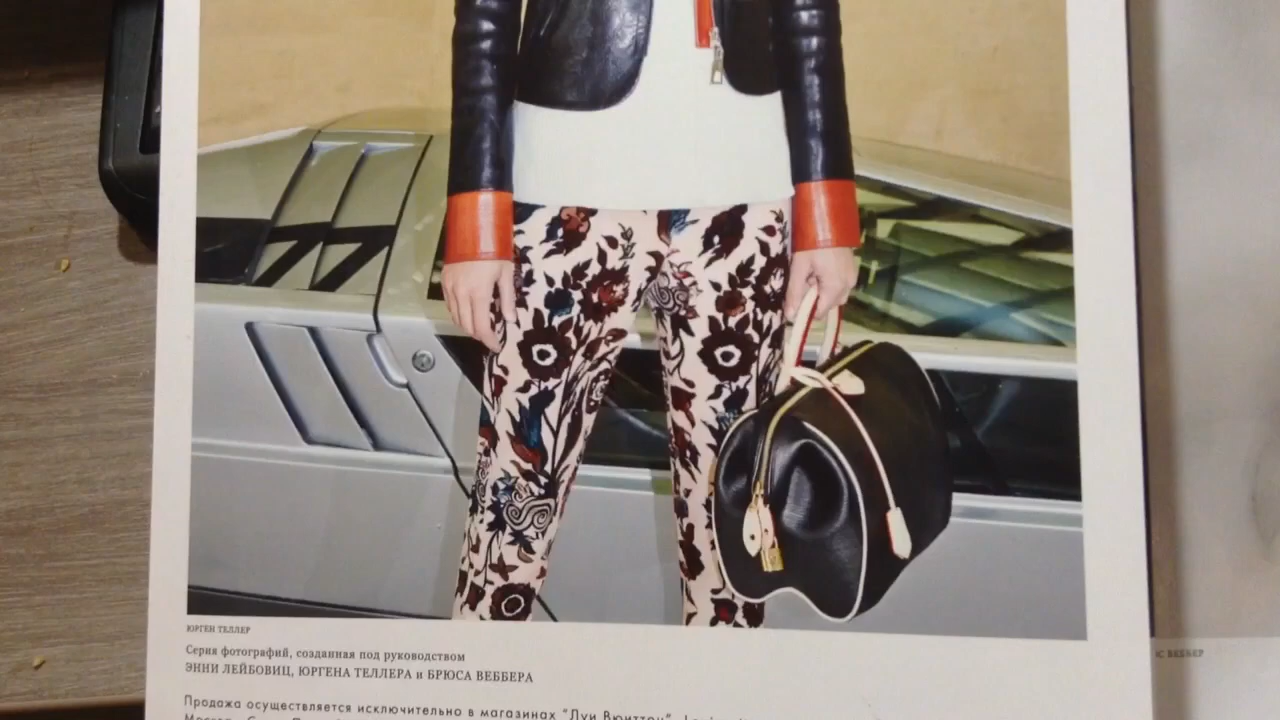 ЮРГЕН ТЕЛЛЕР
Серия фотографий, созданная под руководством
ЭННИ ЛЕЙБОВИЦ, ЮРГЕНА ТЕЛЛЕРА и БРЮСА ВЕББЕРА
Продажа осуществляется исключительно в магазинах "Луи Вюиттон".
ВЕББЕР